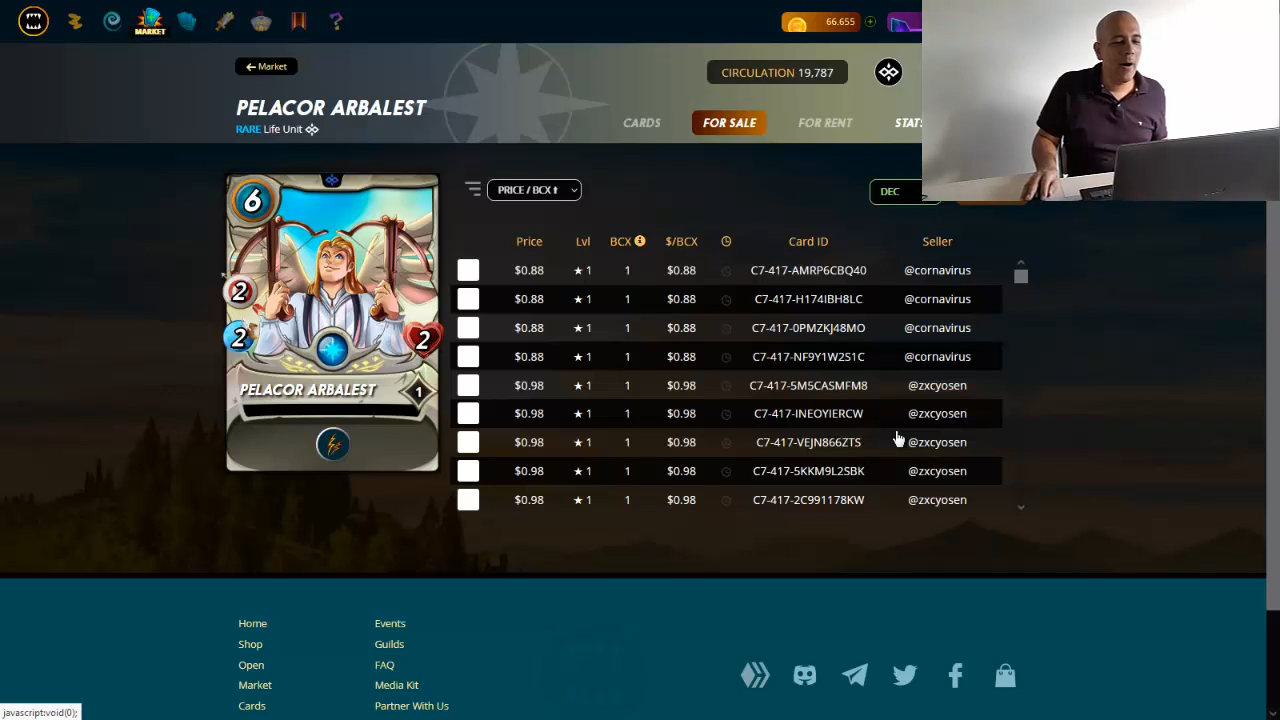 MARKET
66.655
← Market
CIRCULATION 19,787
PELACOR ARBALEST
RARE Life Unit
CARDS
FOR SALE
FOR RENT
STATS
PRICE / BCX
DEC
6
2
2
2
PELACOR ARBALEST
1
Price Lvl BCX $/BCX Card ID Seller
$0.88 ★ 1 1 $0.88 C7-417-AMRP6CBQ40 @cornavirus
$0.88 ★ 1 1 $0.88 C7-417-H174IBH8LC @cornavirus
$0.88 ★ 1 1 $0.88 C7-417-0PMZKJ48MO @cornavirus
$0.88 ★ 1 1 $0.88 C7-417-NF9Y1W2S1C @cornavirus
$0.98 ★ 1 1 $0.98 C7-417-5M5CASMFM8 @zxcyosen
$0.98 ★ 1 1 $0.98 C7-417-INEOYIERCW @zxcyosen
$0.98 ★ 1 1 $0.98 C7-417-VEJN866ZTS @zxcyosen
$0.98 ★ 1 1 $0.98 C7-417-5KKM9L2SBK @zxcyosen
$0.98 ★ 1 1 $0.98 C7-417-2C991178KW @zxcyosen
Home
Shop
Open
Market
Cards
Events
Guilds
FAQ
Media Kit
Partner With Us
javascript:void(0);